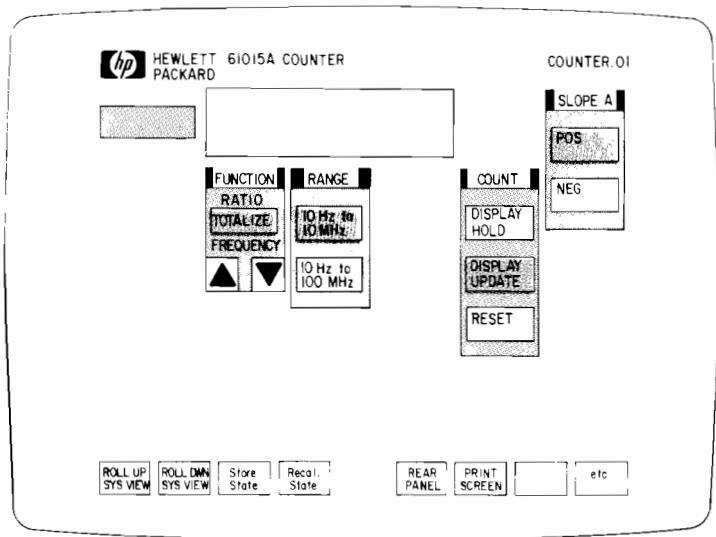 hp HEWLETT 61015A COUNTER
PACKARD
COUNTER.01
SLOPE A
POS
NEG
FUNCTION
RATIO
TOTALIZE
FREQUENCY
RANGE
10 Hz to
10 MHz
10 Hz to
100 MHz
COUNT
DISPLAY
HOLD
DISPLAY
UPDATE
RESET
ROLL UP
SYS VIEW
ROLL DWN
SYS VIEW
Store
State
Recal.
State
REAR
PANEL
PRINT
SCREEN
etc